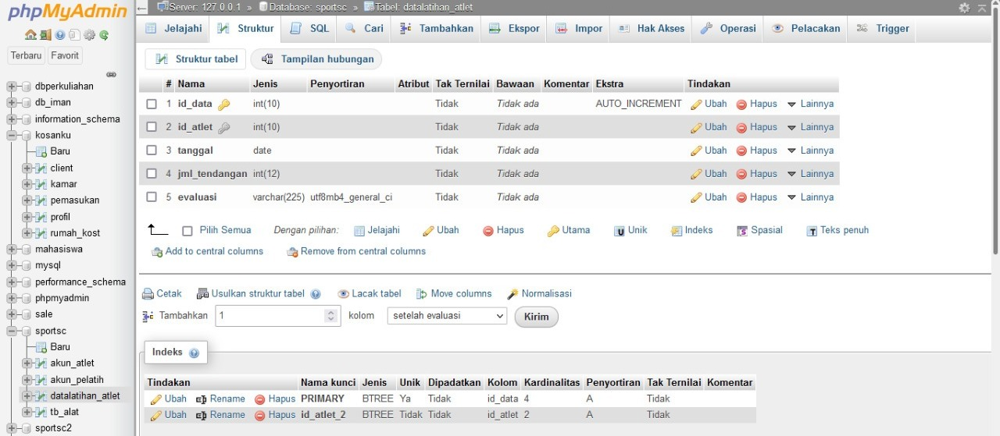 phpMyAdmin
Terbaru Favorit
dbperkuliahan
db_iman
information_schema
kosanku
Baru
client
kamar
pemasukan
profil
rumah_kost
mahasiswa
mysql
performance_schema
phpmyadmin
sale
sportsc
Baru
akun_atlet
akun_pelatih
datalatihan_atlet
tb_alat
sportsc2
Server: 127.0.0.1 » Database: sportsc » Tabel: datalatihan_atlet
Jelajahi Struktur SQL Cari Tambahkan Ekspor Impor Hak Akses Operasi Pelacakan Trigger
Struktur tabel Tampilan hubungan
# Nama Jenis Penyortiran Atribut Tak Ternilai Bawaan Komentar Ekstra Tindakan
1 id_data int(10) Tidak Tidak ada AUTO_INCREMENT Ubah Hapus Lainnya
2 id_atlet int(10) Tidak Tidak ada Ubah Hapus Lainnya
3 tanggal date Tidak Tidak ada Ubah Hapus Lainnya
4 jml_tendangan int(12) Tidak Tidak ada Ubah Hapus Lainnya
5 evaluasi varchar(225) utf8mb4_general_ci Tidak Tidak ada Ubah Hapus Lainnya
Pilih Semua Dengan pilihan: Jelajahi Ubah Hapus Utama Unik Indeks Spasial Teks penuh
Add to central columns Remove from central columns
Cetak Usulkan struktur tabel Lacak tabel Move columns Normalisasi
Tambahkan 1 kolom setelah evaluasi Kirim
Indeks
Tindakan Nama kunci Jenis Unik Dipadatkan Kolom Kardinalitas Penyortiran Tak Ternilai Komentar
Ubah Rename Hapus PRIMARY BTREE Ya Tidak id_data 4 A Tidak
Ubah Rename Hapus id_atlet_2 BTREE Tidak Tidak id_atlet 2 A Tidak